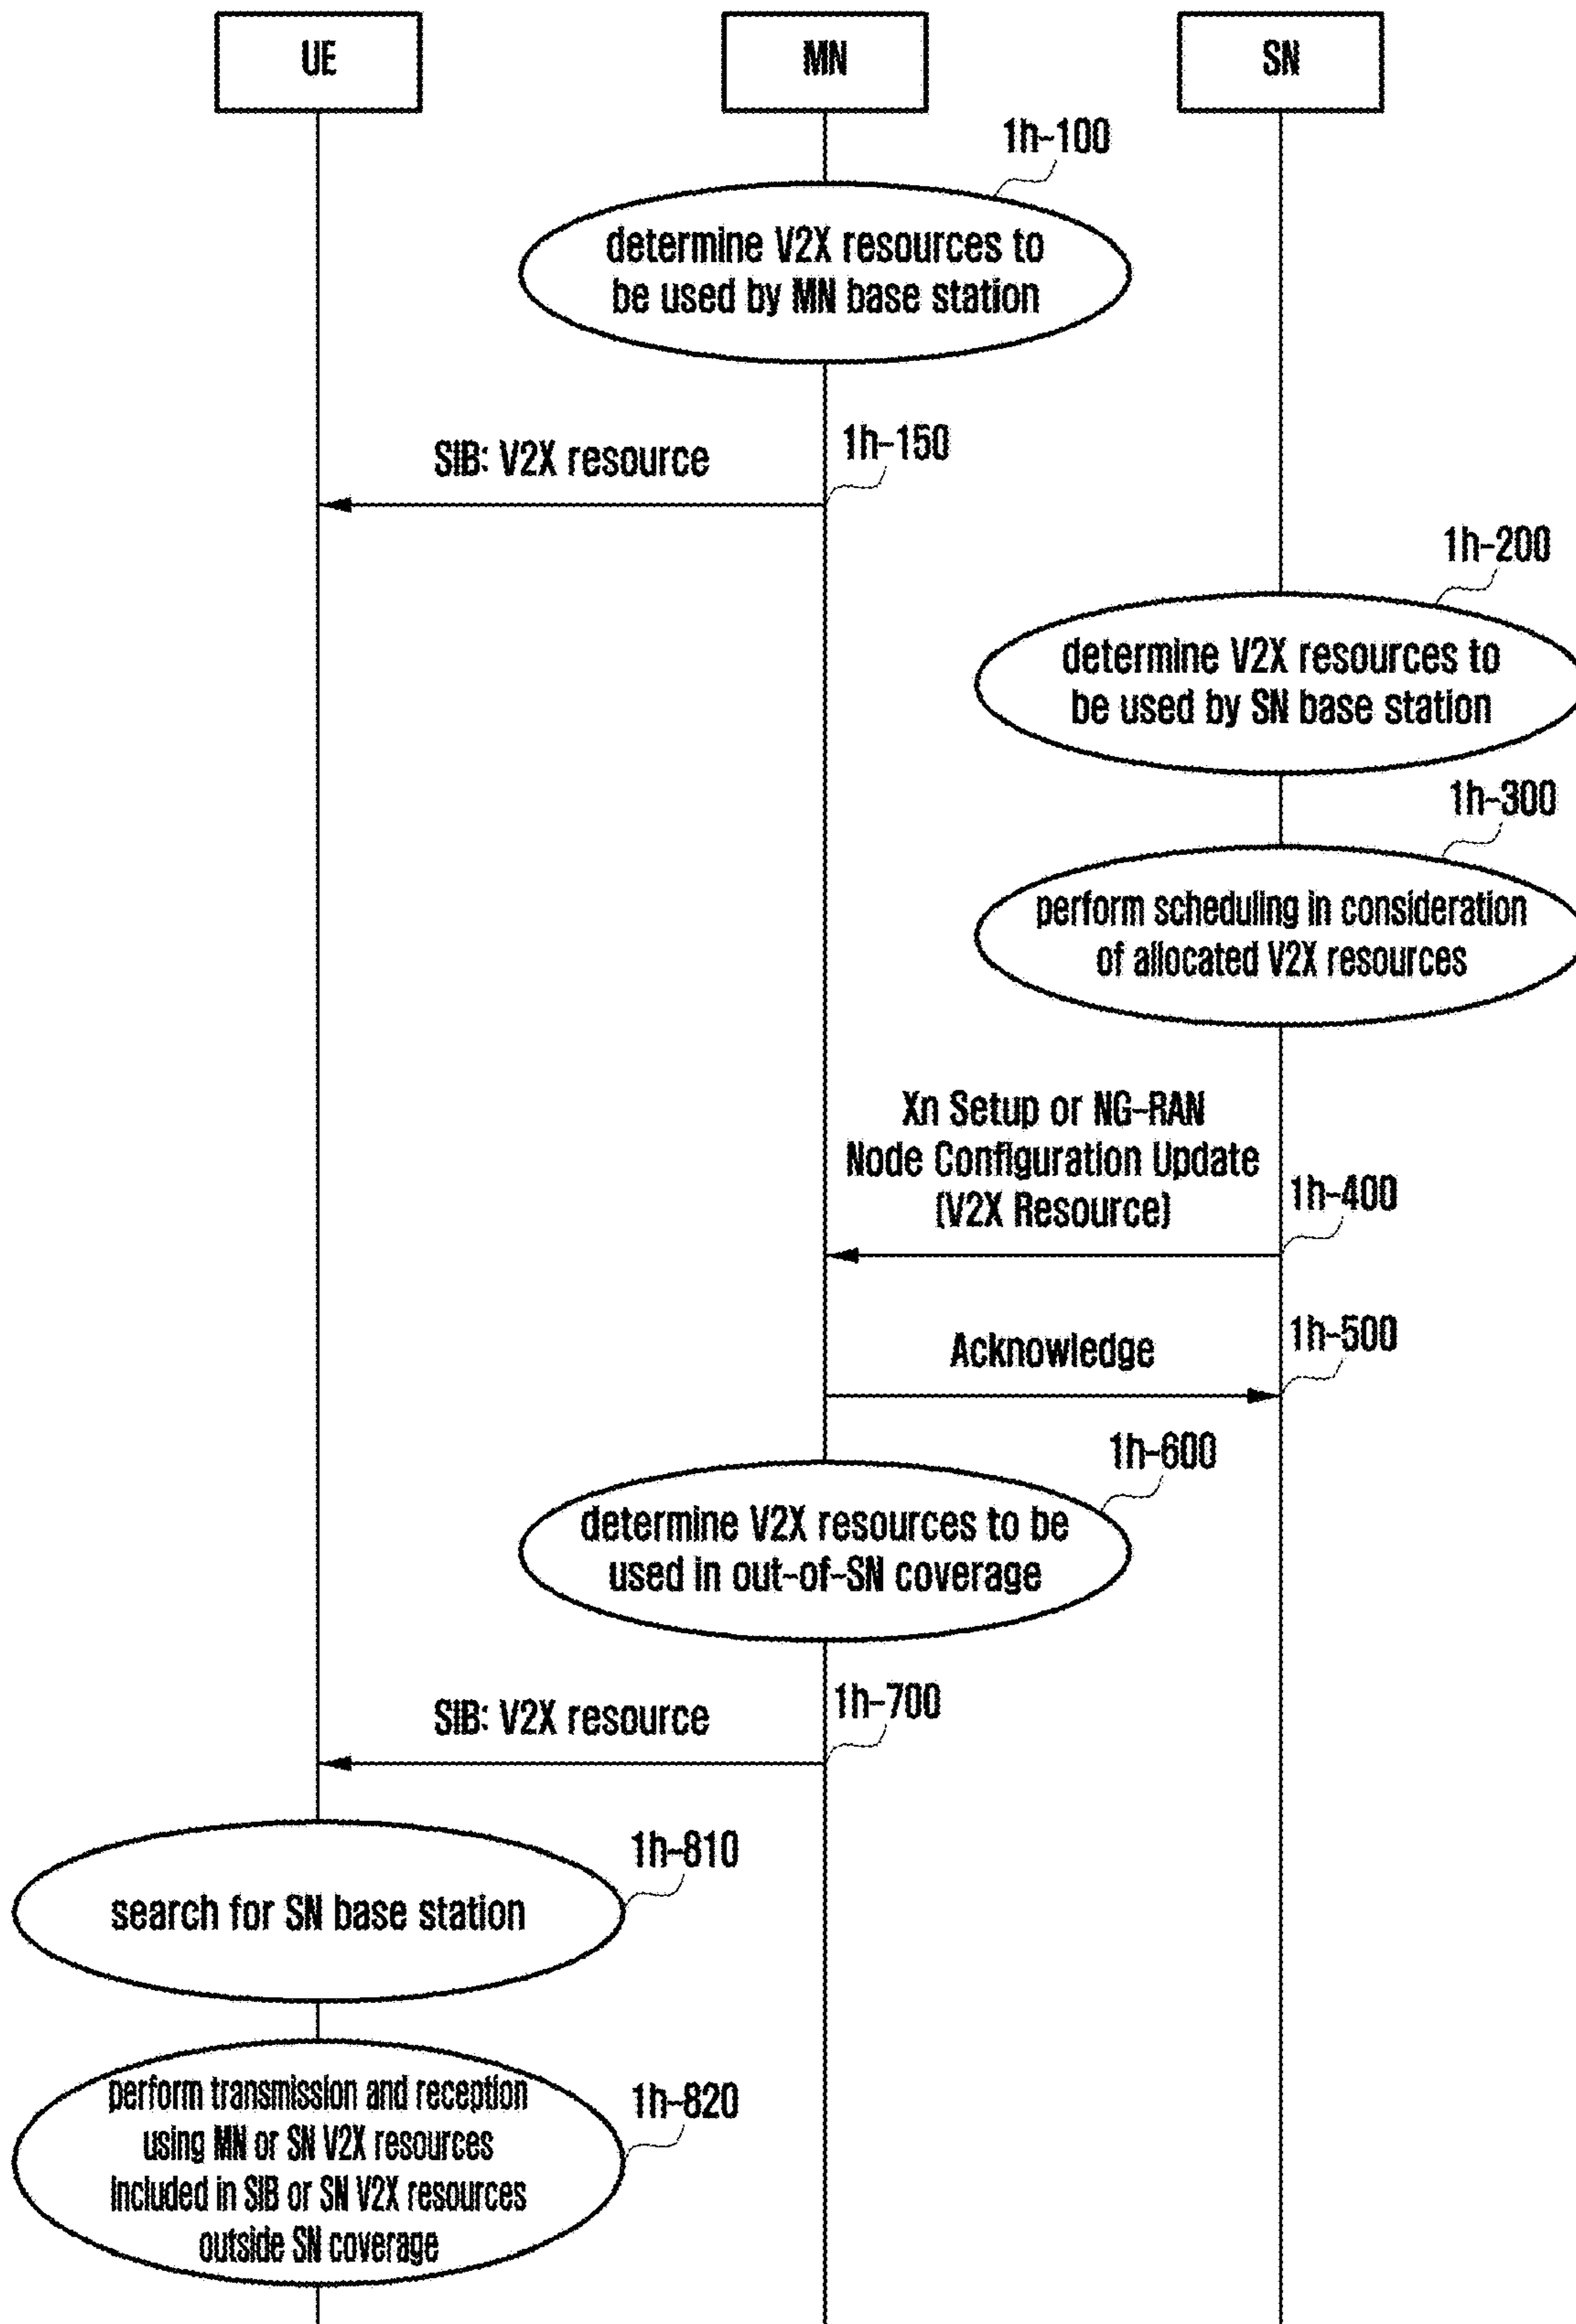 UE
MN
SN
1h-100
determine V2X resources to
be used by MN base station
SIB: V2X resource
1h-150
1h-200
determine V2X resources to
be used by SN base station
1h-300
perform scheduling in consideration
of allocated V2X resources
Xn Setup or NG-RAN
Node Configuration Update
(V2X Resource)
1h-400
Acknowledge
1h-500
1h-600
determine V2X resources to be
used in out-of-SN coverage
SIB: V2X resource
1h-700
1h-810
search for SN base station
perform transmission and reception
using MN or SN V2X resources
included in SIB or SN V2X resources
outside SN coverage
1h-820